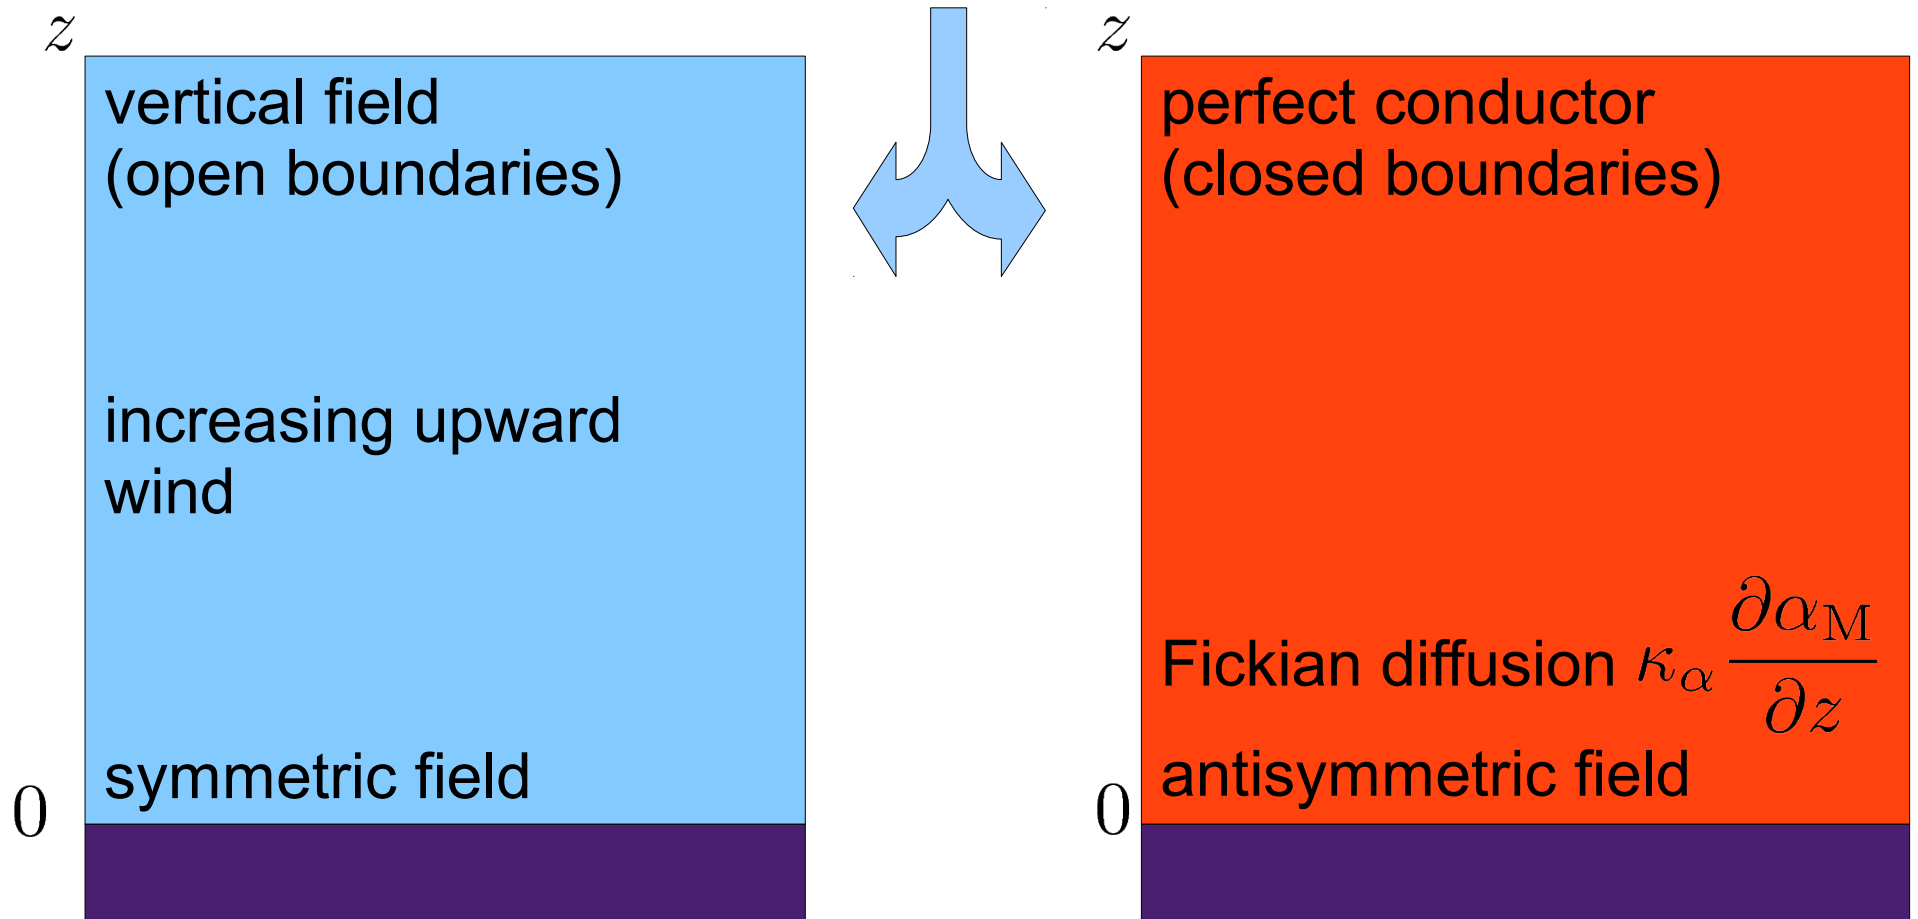 z
vertical field
(open boundaries)
increasing upward
wind
symmetric field
0
z
perfect conductor
(closed boundaries)
Fickian diffusion κ_α ∂α_M/∂z
antisymmetric field
0